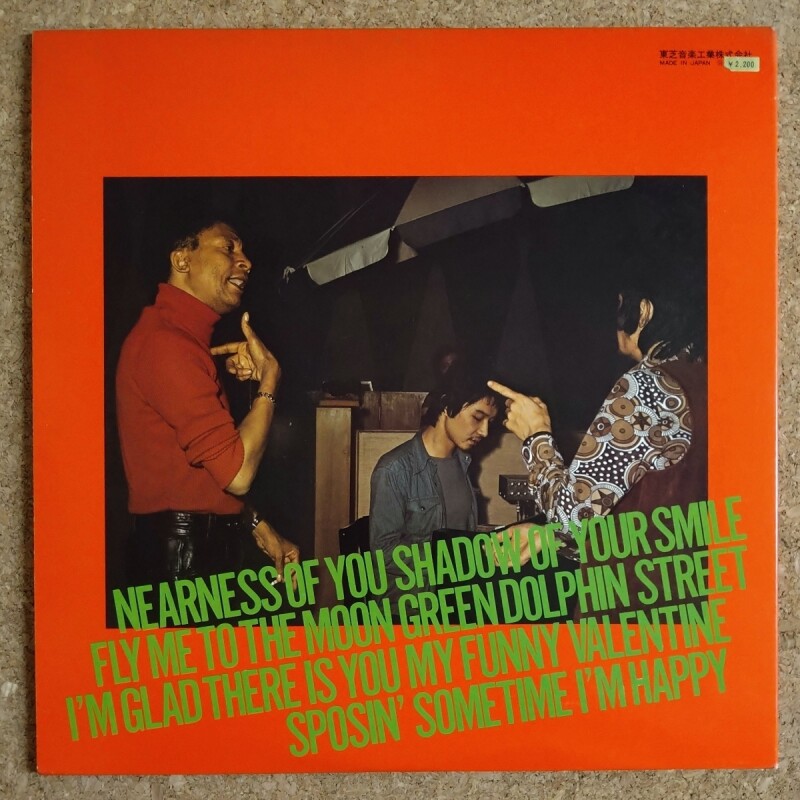 東芝音楽工業株式会社
MADE IN JAPAN
¥2,200
NEARNESS OF YOU SHADOW OF YOUR SMILE
FLY ME TO THE MOON GREEN DOLPHIN STREET
I'M GLAD THERE IS YOU MY FUNNY VALENTINE
SPOSIN' SOMETIME I'M HAPPY